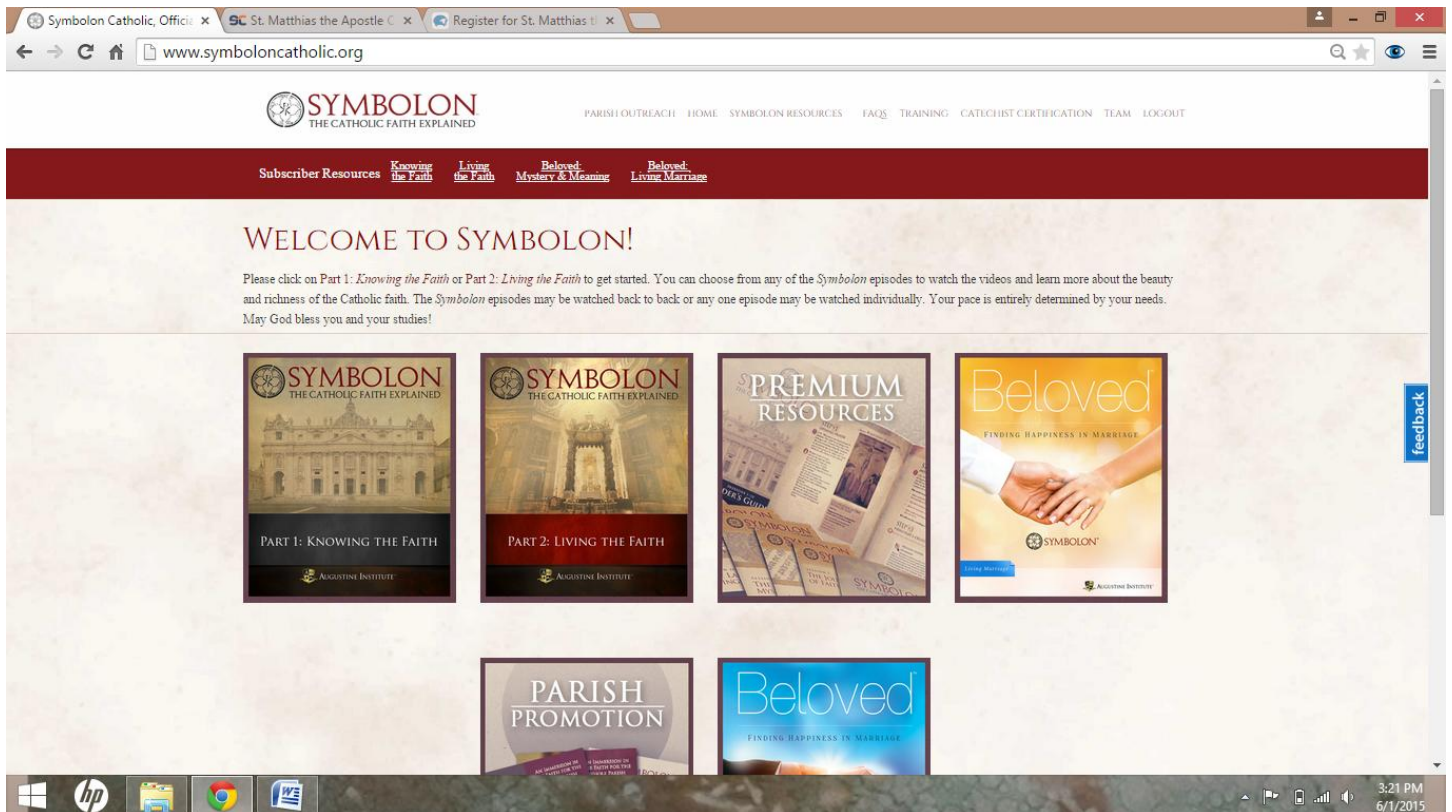 Symbolon Catholic, Offici
SC St. Matthias the Apostle C
Register for St. Matthias t
www.symboloncatholic.org
SYMBOLON
THE CATHOLIC FAITH EXPLAINED
PARISH OUTREACH HOME SYMBOLON RESOURCES FAQS TRAINING CATECHIST CERTIFICATION TEAM LOGOUT
Subscriber Resources
Knowing
the Faith
Living
the Faith
Beloved:
Mystery & Meaning
Beloved:
Living Marriage
WELCOME TO SYMBOLON!
Please click on Part 1: Knowing the Faith or Part 2: Living the Faith to get started. You can choose from any of the Symbolon episodes to watch the videos and learn more about the beauty
and richness of the Catholic faith. The Symbolon episodes may be watched back to back or any one episode may be watched individually. Your pace is entirely determined by your needs.
May God bless you and your studies!
SYMBOLON
THE CATHOLIC FAITH EXPLAINED
PART 1: KNOWING THE FAITH
AUGUSTINE INSTITUTE
SYMBOLON
THE CATHOLIC FAITH EXPLAINED
PART 2: LIVING THE FAITH
AUGUSTINE INSTITUTE
PREMIUM
RESOURCES
SYMBOLON
Beloved
FINDING HAPPINESS IN MARRIAGE
SYMBOLON
Living Marriage
AUGUSTINE INSTITUTE
feedback
PARISH
PROMOTION
Beloved
FINDING HAPPINESS IN MARRIAGE
hp
3:21 PM
6/1/2015